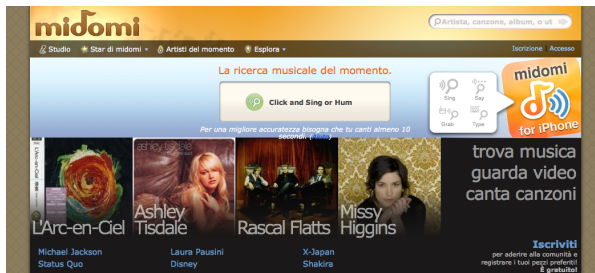 midomi
Artista, canzone, album, o ut
Studio Star di midomi Artisti del momento Esplora
Iscrizione | Accesso
La ricerca musicale del momento.
Click and Sing or Hum
Per una migliore accuratezza bisogna che tu canti almeno 10
secondi.
Sing Say
Grab Type
midomi
for iPhone
L'Arc-en-Ciel
ashley tisdale
Ashley
Tisdale
Rascal Flatts
Missy
Higgins
trova musica
guarda video
canta canzoni
Michael Jackson Laura Pausini X-Japan
Status Quo Disney Shakira
Iscriviti
per aderire alla comunità e
registrare i tuoi pezzi preferiti!
È gratuito!